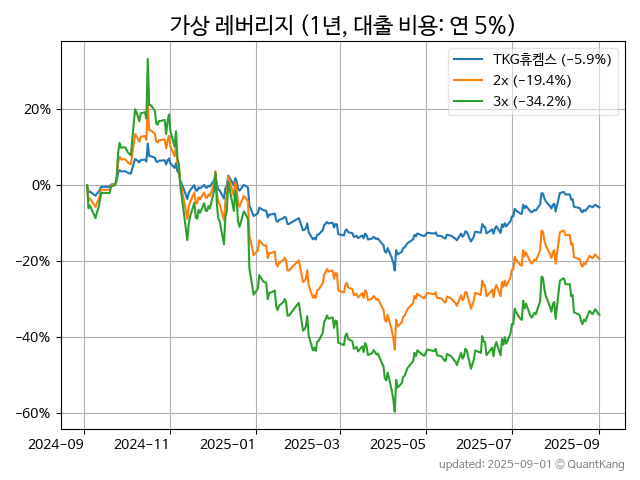 가상 레버리지 (1년, 대출 비용: 연 5%)
TKG휴켐스 (−5.9%)
2x (−19.4%)
3x (−34.2%)
20%
0%
−20%
−40%
−60%
2024-09 2024-11 2025-01 2025-03 2025-05 2025-07 2025-09
updated: 2025-09-01 © QuantKang